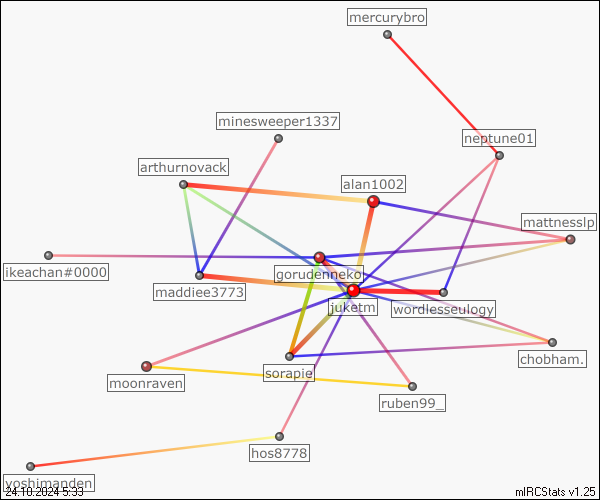 mercurybro
minesweeper1337
neptune01
arthurnovack
alan1002
mattnesslp
ikeachan#0000
gorudenneko
maddiee3773
juketm
wordlesseulogy
chobham.
sorapie
moonraven
ruben99_
hos8778
yoshimanden
24.10.2024 5:33
mIRCStats v1.25